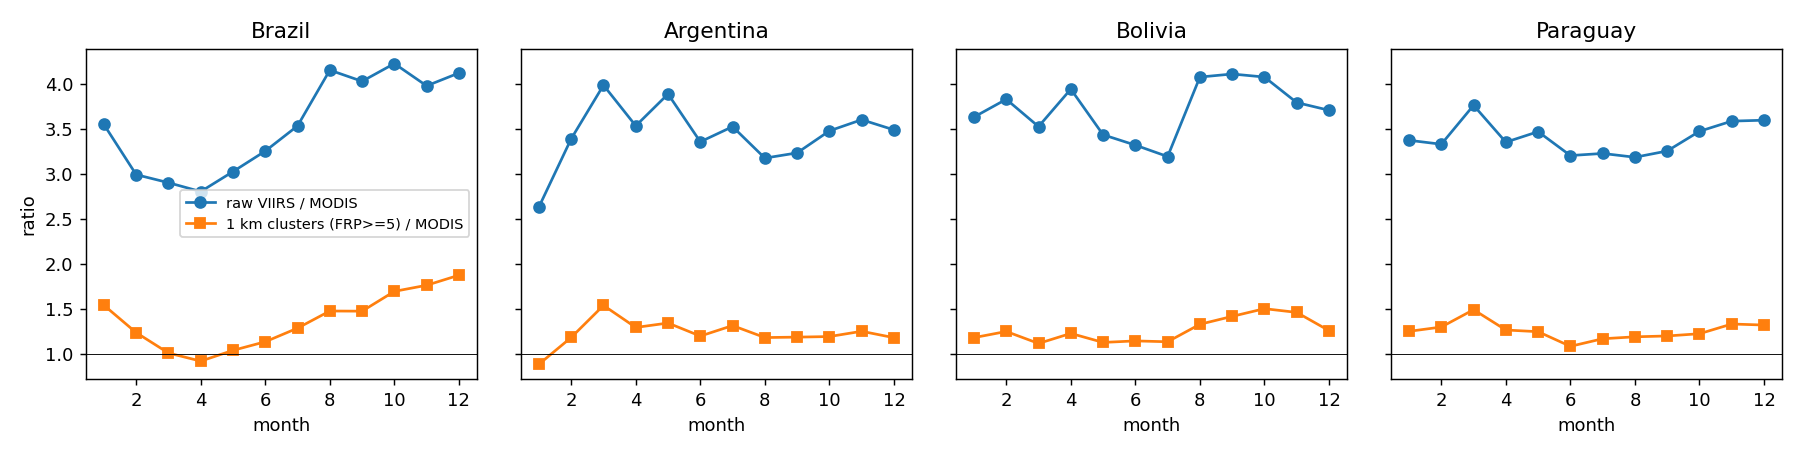 Brazil
Argentina
Bolivia
Paraguay
ratio
4.0
3.5
3.0
2.5
2.0
1.5
1.0
raw VIIRS / MODIS
1 km clusters (FRP>=5) / MODIS
2 4 6 8 10 12
2 4 6 8 10 12
2 4 6 8 10 12
2 4 6 8 10 12
month
month
month
month